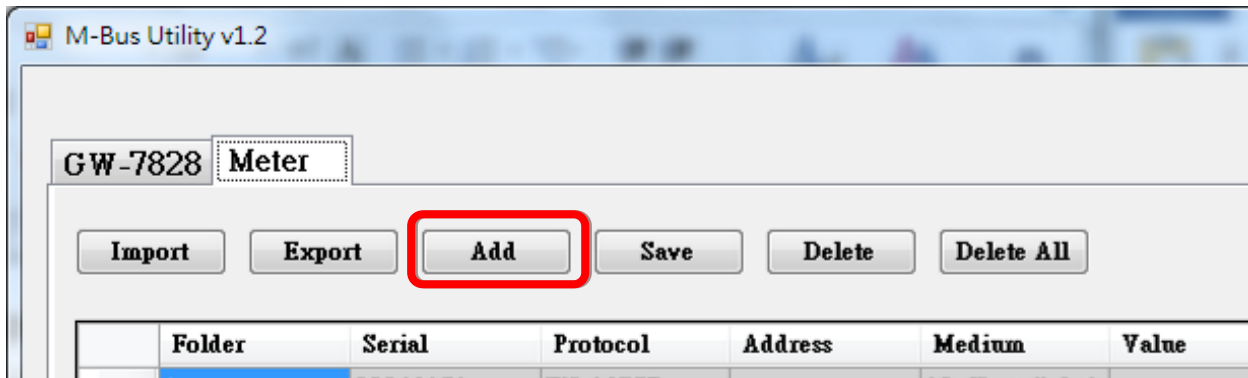 M-Bus Utility v1.2
GW-7828 Meter
Import Export Add Save Delete Delete All
Folder Serial Protocol Address Medium Value